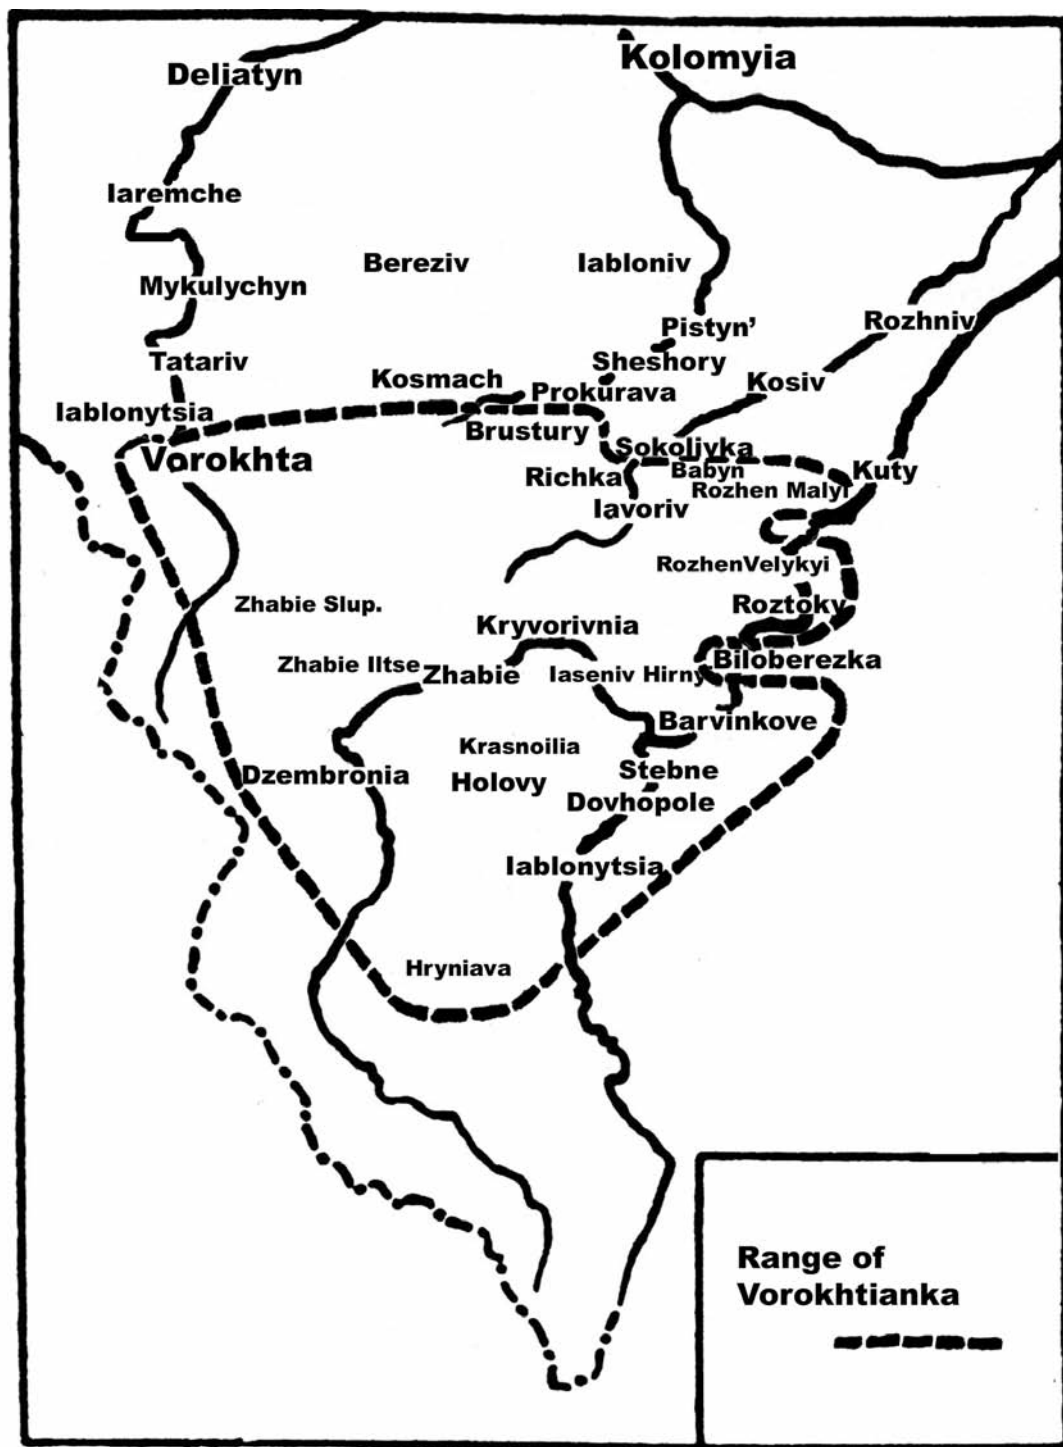 Kolomyia
Deliatyn
Iaremche
Bereziv
Iabloniv
Mykulychyn
Rozhniv
Pistyn’
Tatariv
Sheshory
Kosmach
Kosiv
Prokurava
Iablonytsia
Brustury
Sokolivka
Vorokhta
Babyn
Kuty
Richka
Rozhen Malyi
Iavoriv
RozhenVelykyi
Zhabie Slup.
Roztoky
Kryvorivnia
Biloberezka
Zhabie Iltse
Zhabie
Iaseniv Hirny
Barvinkove
Krasnoilia
Stebne
Dzembronia
Holovy
Dovhopole
Iablonytsia
Hryniava
Range of
Vorokhtianka